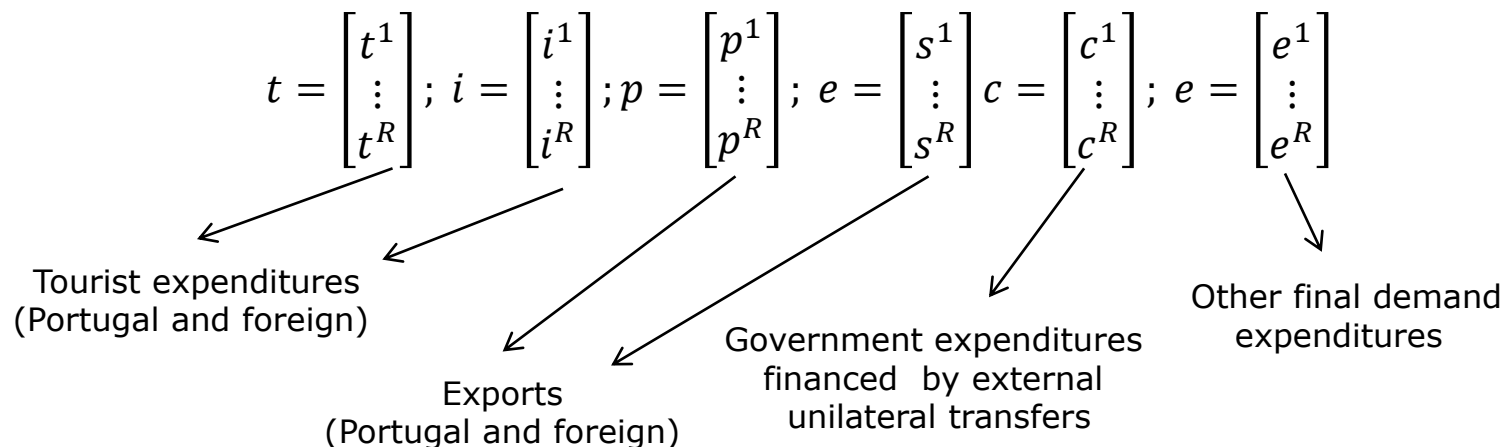 t = [t^1 ⋮ t^R] ; i = [i^1 ⋮ i^R] ; p = [p^1 ⋮ p^R] ; e = [s^1 ⋮ s^R] c = [c^1 ⋮ c^R] ; e = [e^1 ⋮ e^R]
Tourist expenditures
(Portugal and foreign)
Exports
(Portugal and foreign)
Government expenditures
financed by external
unilateral transfers
Other final demand
expenditures